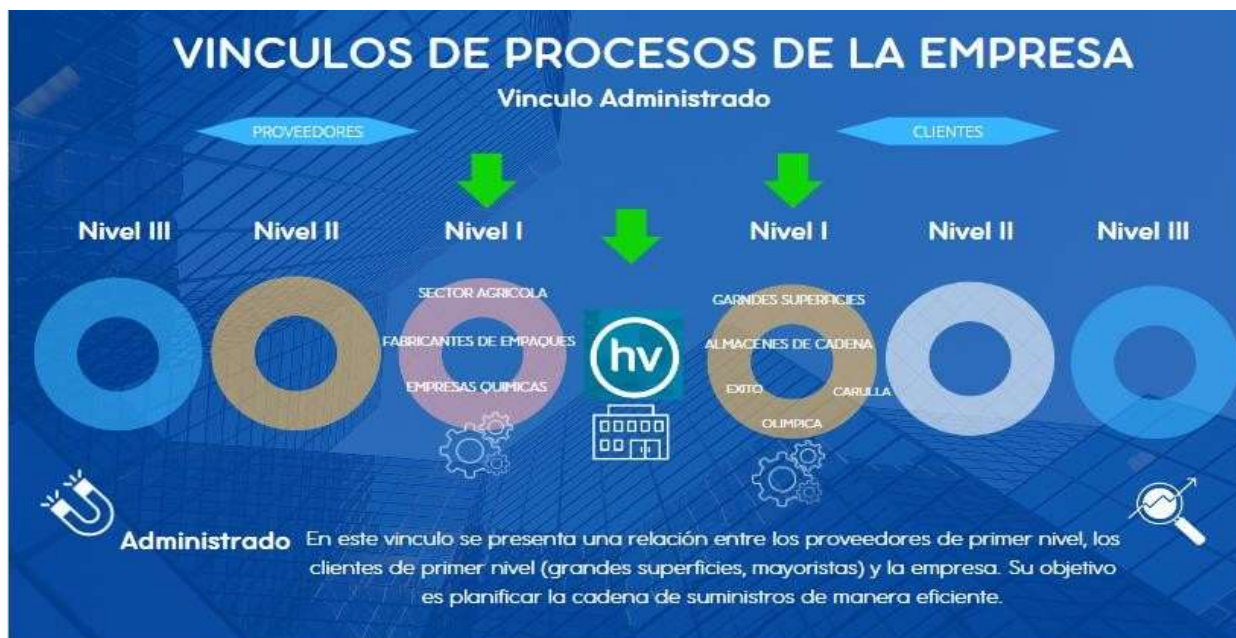 VINCULOS DE PROCESOS DE LA EMPRESA
Vinculo Administrado
PROVEEDORES
CLIENTES
Nivel III
Nivel II
Nivel I
Nivel I
Nivel II
Nivel III
SECTOR AGRICOLA
FABRICANTES DE EMPAQUES
EMPRESAS QUIMICAS
hv
GARNDES SUPERFICIES
ALMACENES DE CADENA
EXITO
CARULLA
OLIMPICA
Administrado
En este vinculo se presenta una relación entre los proveedores de primer nivel, los
clientes de primer nivel (grandes superficies, mayoristas) y la empresa. Su objetivo
es planificar la cadena de suministros de manera eficiente.